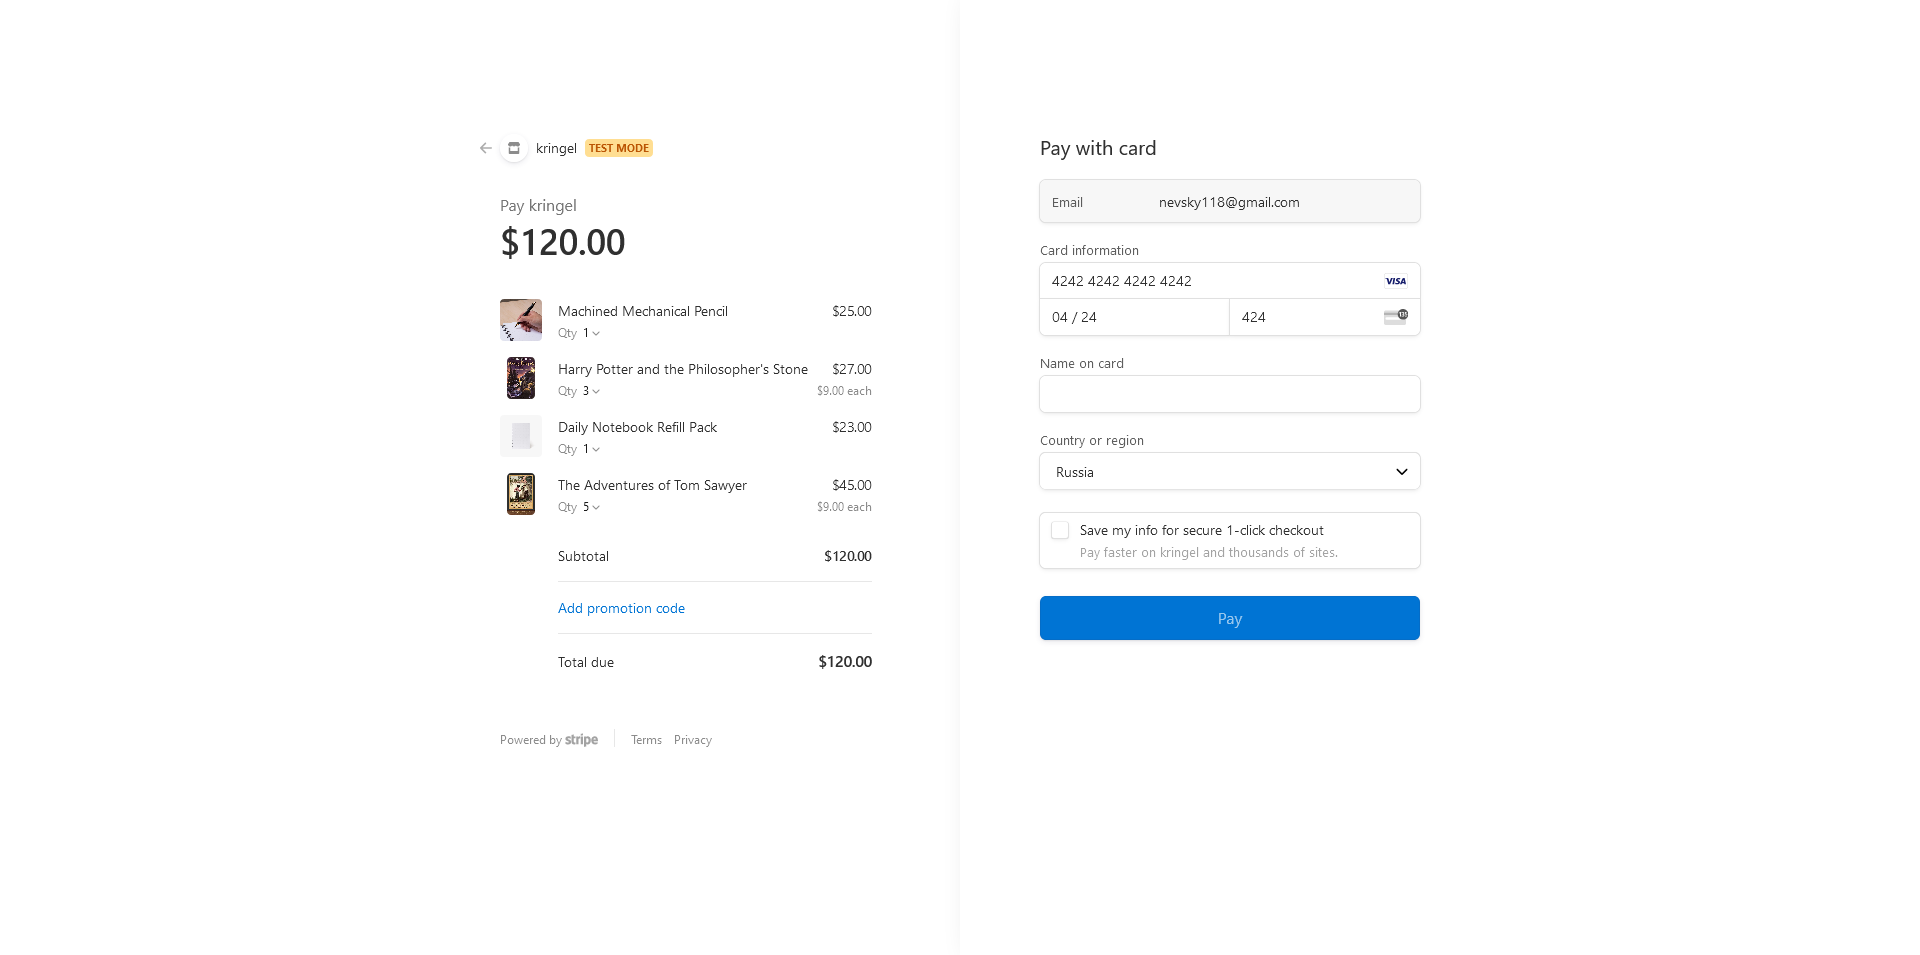 kringel TEST MODE
Pay kringel
$120.00
Machined Mechanical Pencil $25.00
Qty 1
Harry Potter and the Philosopher's Stone $27.00
Qty 3 $9.00 each
Daily Notebook Refill Pack $23.00
Qty 1
The Adventures of Tom Sawyer $45.00
Qty 5 $9.00 each
Subtotal $120.00
Add promotion code
Total due $120.00
Powered by stripe Terms Privacy
Pay with card
Email nevsky118@gmail.com
Card information
4242 4242 4242 4242 VISA
04 / 24 424
Name on card
Country or region
Russia
Save my info for secure 1-click checkout
Pay faster on kringel and thousands of sites.
Pay